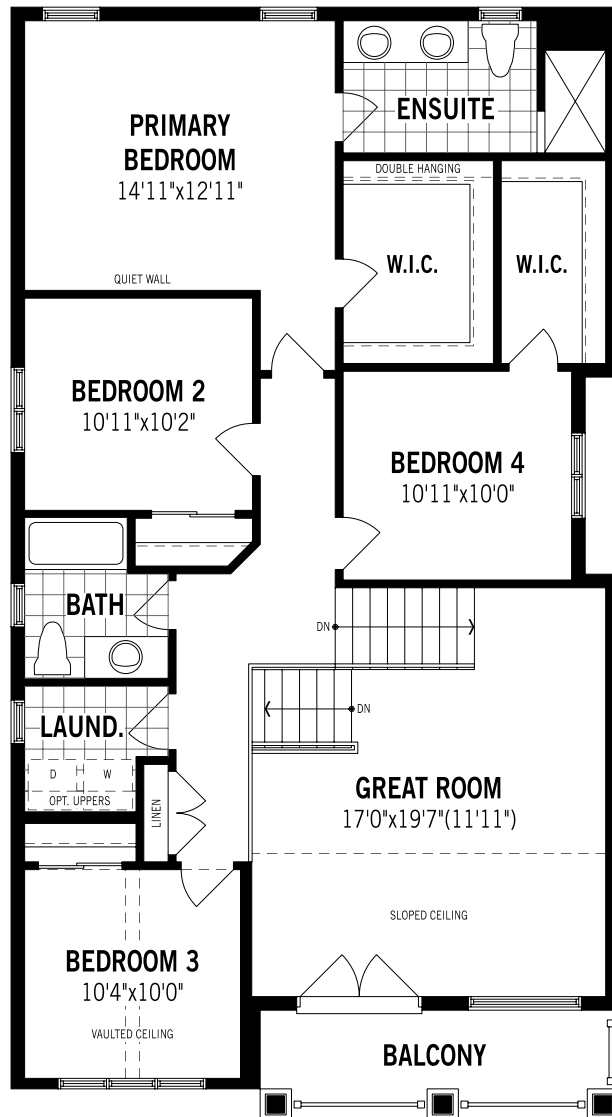 ENSUITE
PRIMARY
BEDROOM
14'11"x12'11"
DOUBLE HANGING
W.I.C.
W.I.C.
QUIET WALL
BEDROOM 2
10'11"x10'2"
BEDROOM 4
10'11"x10'0"
BATH
DN
DN
LAUND.
D
W
OPT. UPPERS
LINEN
GREAT ROOM
17'0"x19'7"(11'11")
SLOPED CEILING
BEDROOM 3
10'4"x10'0"
VAULTED CEILING
BALCONY